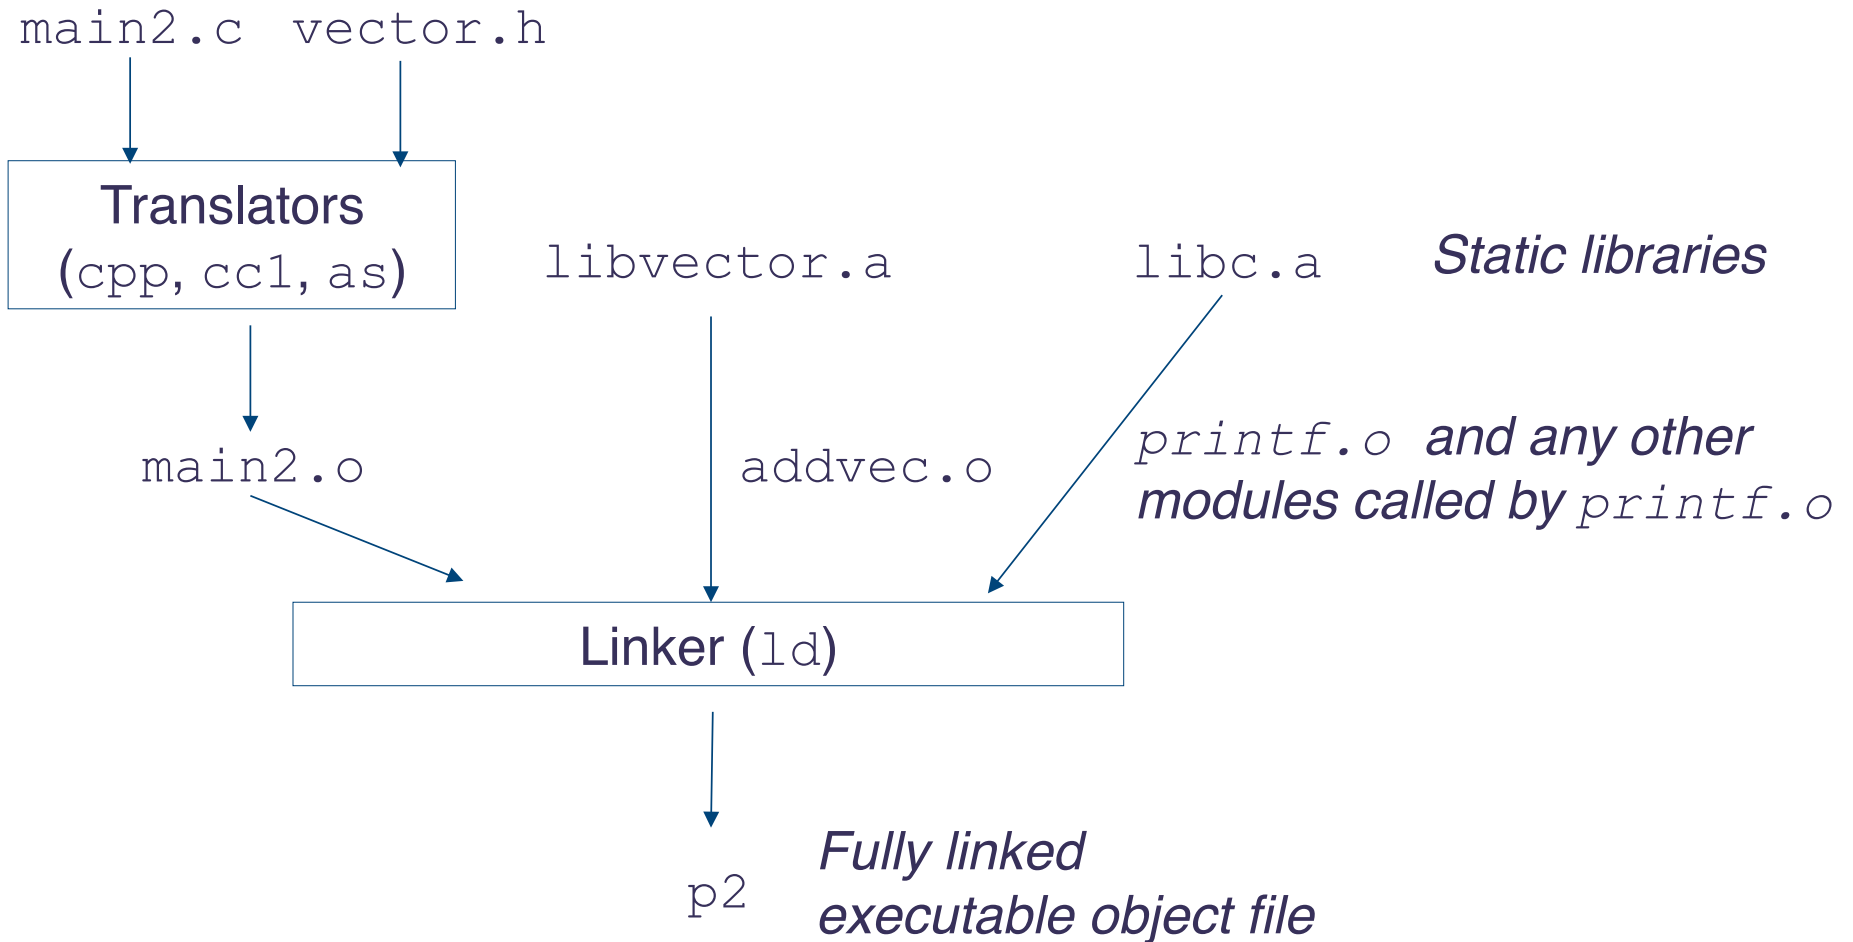 main2.c vector.h
Translators
(cpp, cc1, as)
libvector.a
libc.a
Static libraries
main2.o
addvec.o
printf.o and any other
modules called by printf.o
Linker (ld)
p2
Fully linked
executable object file